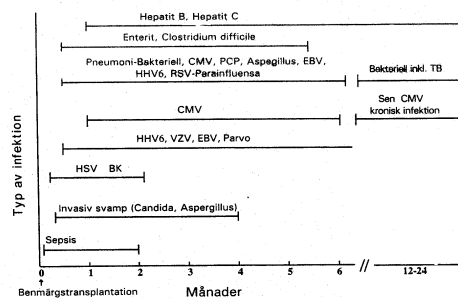 Hepatit B, Hepatit C
Enterit, Clostridium difficile
Pneumoni-Bakteriell, CMV, PCP, Aspegillus, EBV,
HHV6, RSV-Parainfluensa
Bakteriell inkl. TB
Sen CMV
kronisk infektion
CMV
HHV6, VZV, EBV, Parvo
HSV BK
Invasiv svamp (Candida, Aspergillus)
Sepsis
Typ av infektion
0 1 2 3 4 5 6 // 12-24
Benmärgstransplantation
Månader